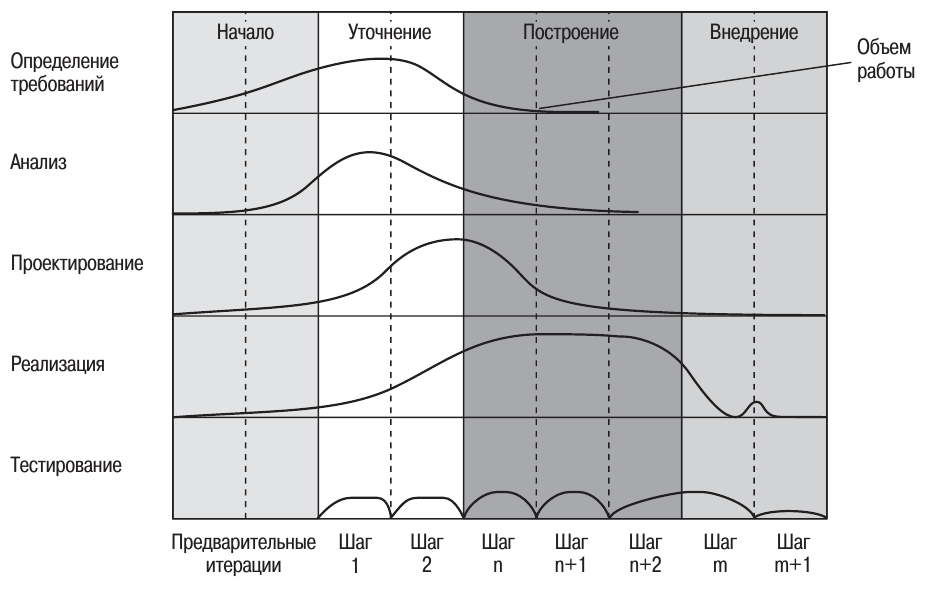 Начало
Уточнение
Построение
Внедрение
Объем
работы
Определение
требований
Анализ
Проектирование
Реализация
Тестирование
Предварительные
итерации
Шаг
1
Шаг
2
Шаг
n
Шаг
n+1
Шаг
n+2
Шаг
m
Шаг
m+1